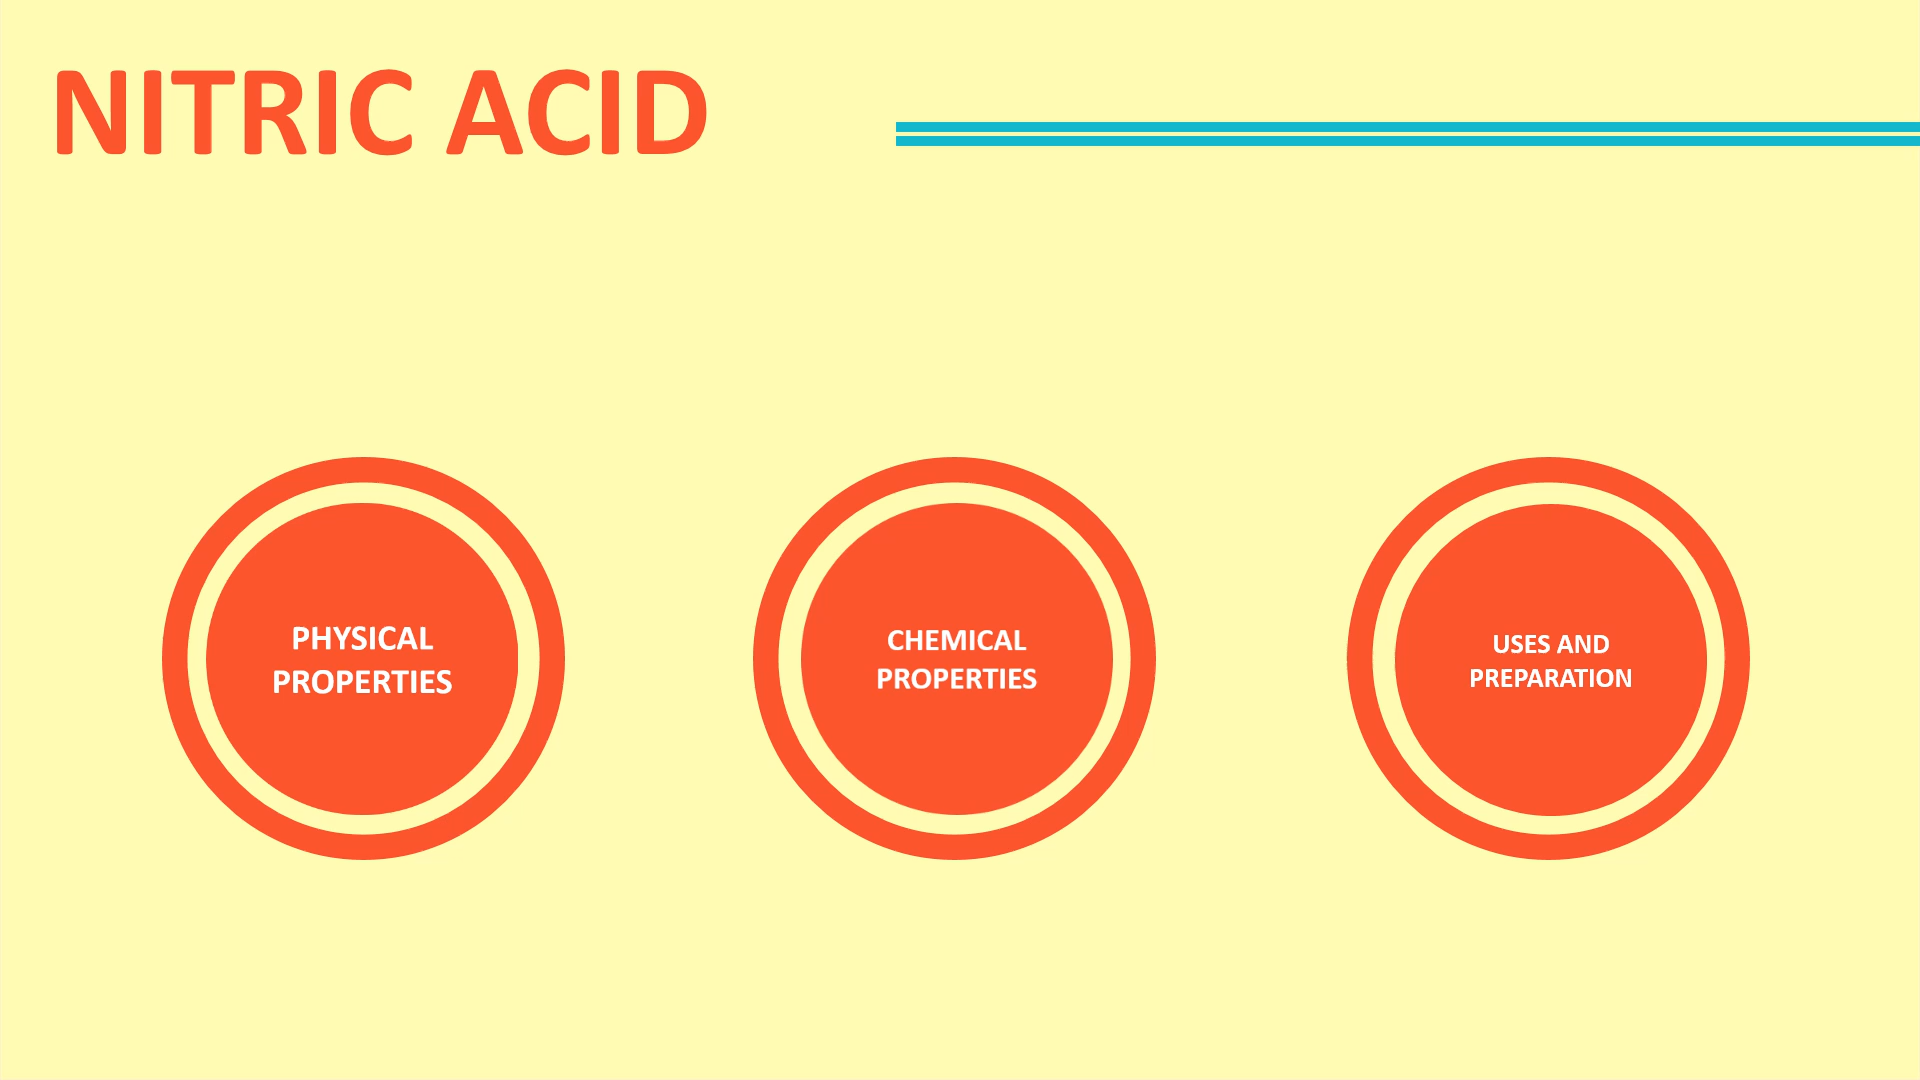 NITRIC ACID
PHYSICAL
PROPERTIES
CHEMICAL
PROPERTIES
USES AND
PREPARATION